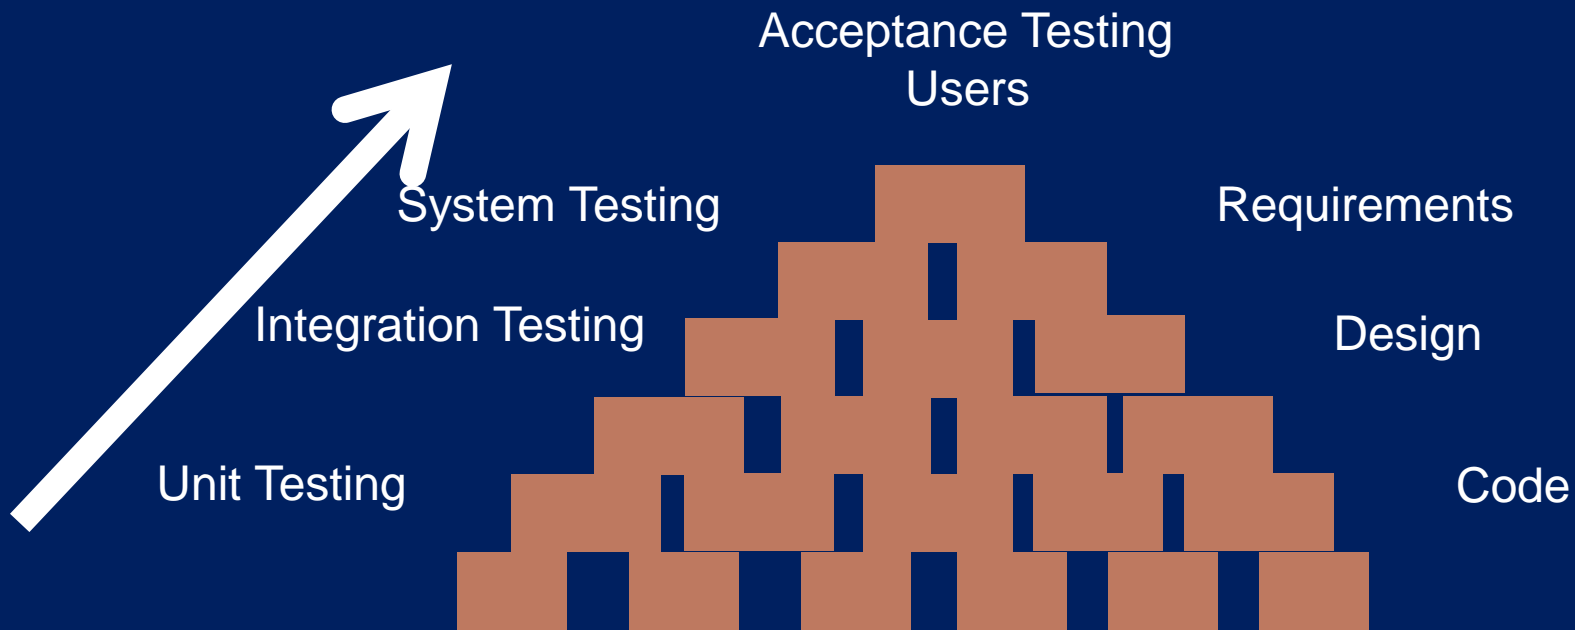 Acceptance Testing
Users
System Testing
Requirements
Integration Testing
Design
Unit Testing
Code